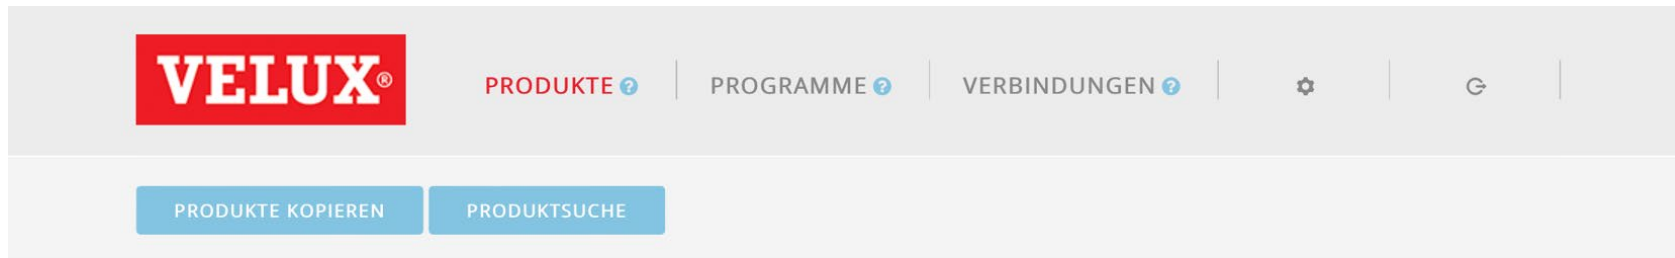 VELUX®
PRODUKTE ? PROGRAMME ? VERBINDUNGEN ?
PRODUKTE KOPIEREN PRODUKTSUCHE